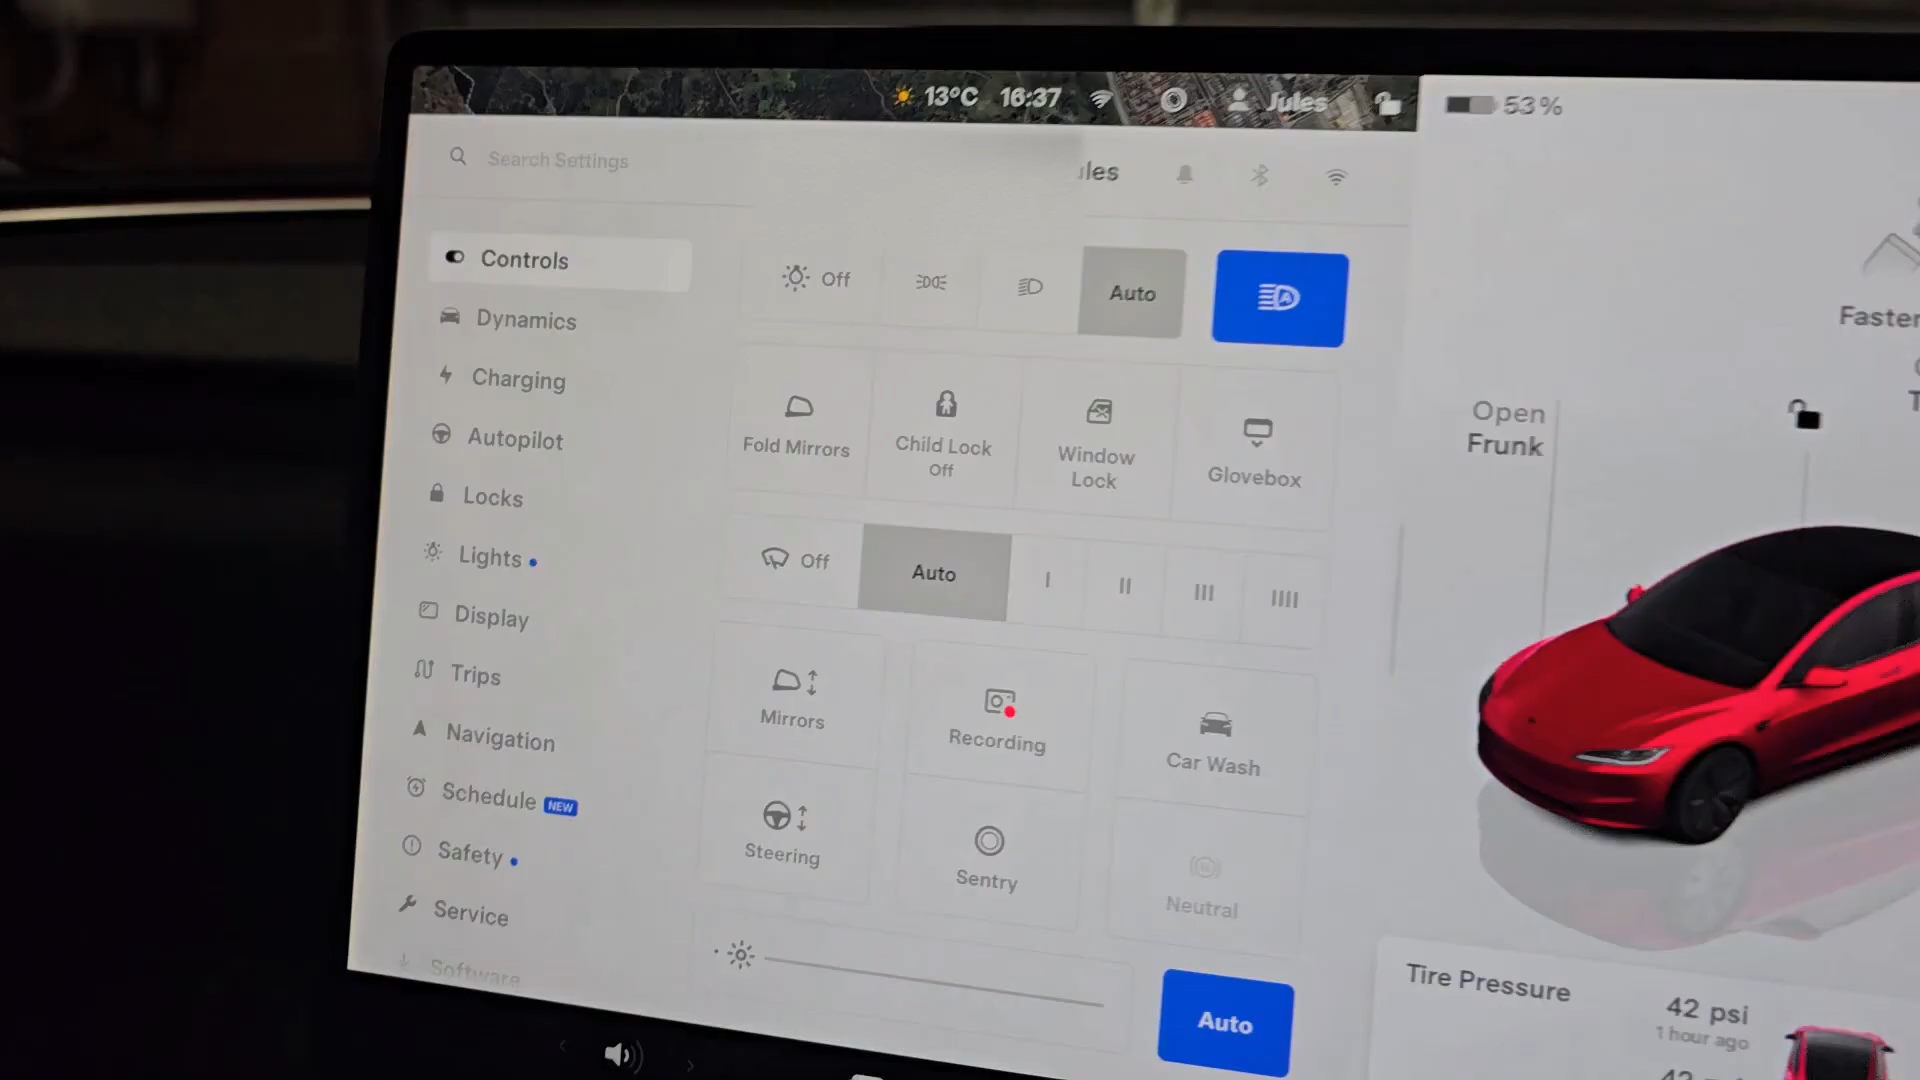 13°C 16:37 Jules
53%
Search Settings
Controls
Dynamics
Charging
Autopilot
Locks
Lights
Display
Trips
Navigation
Schedule NEW
Safety
Service
Software
Off
Auto
Fold Mirrors
Child Lock
Off
Window
Lock
Glovebox
Off
Auto
I
II
III
IIII
Mirrors
Recording
Car Wash
Steering
Sentry
Neutral
Auto
Open
Frunk
Tire Pressure
42 psi
1 hour ago